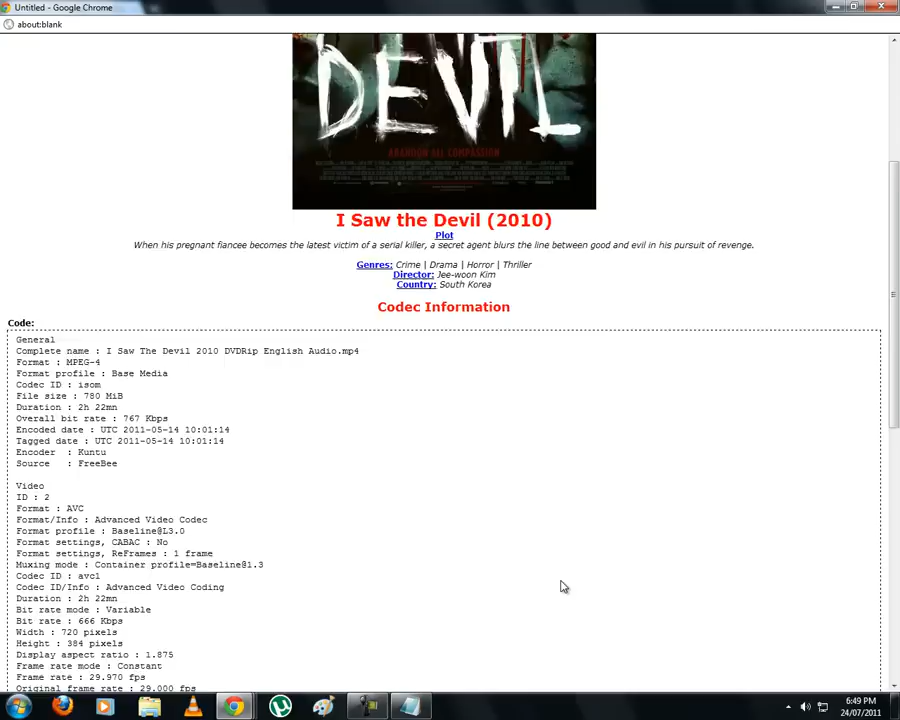 Untitled - Google Chrome
about:blank
DEVIL
I Saw the Devil (2010)
Plot
When his pregnant fiancee becomes the latest victim of a serial killer, a secret agent blurs the line between good and evil in his pursuit of revenge.
Genres: Crime | Drama | Horror | Thriller
Director: Jee-woon Kim
Country: South Korea
Codec Information
Code:
General
Complete name : I Saw The Devil 2010 DVDRip English Audio.mp4
Format : MPEG-4
Format profile : Base Media
Codec ID : isom
File size : 780 MiB
Duration : 2h 22mn
Overall bit rate : 767 Kbps
Encoded date : UTC 2011-05-14 10:01:14
Tagged date : UTC 2011-05-14 10:01:14
Encoder : Kuntu
Source : FreeBee
Video
ID : 2
Format : AVC
Format/Info : Advanced Video Codec
Format profile : Baseline@L3.0
Format settings, CABAC : No
Format settings, ReFrames : 1 frame
Muxing mode : Container profile=Baseline@1.3
Codec ID : avc1
Codec ID/Info : Advanced Video Coding
Duration : 2h 22mn
Bit rate mode : Variable
Bit rate : 666 Kbps
Width : 720 pixels
Height : 384 pixels
Display aspect ratio : 1.875
Frame rate mode : Constant
Frame rate : 29.970 fps
Original frame rate : 29.000 fps
6:49 PM
24/07/2011